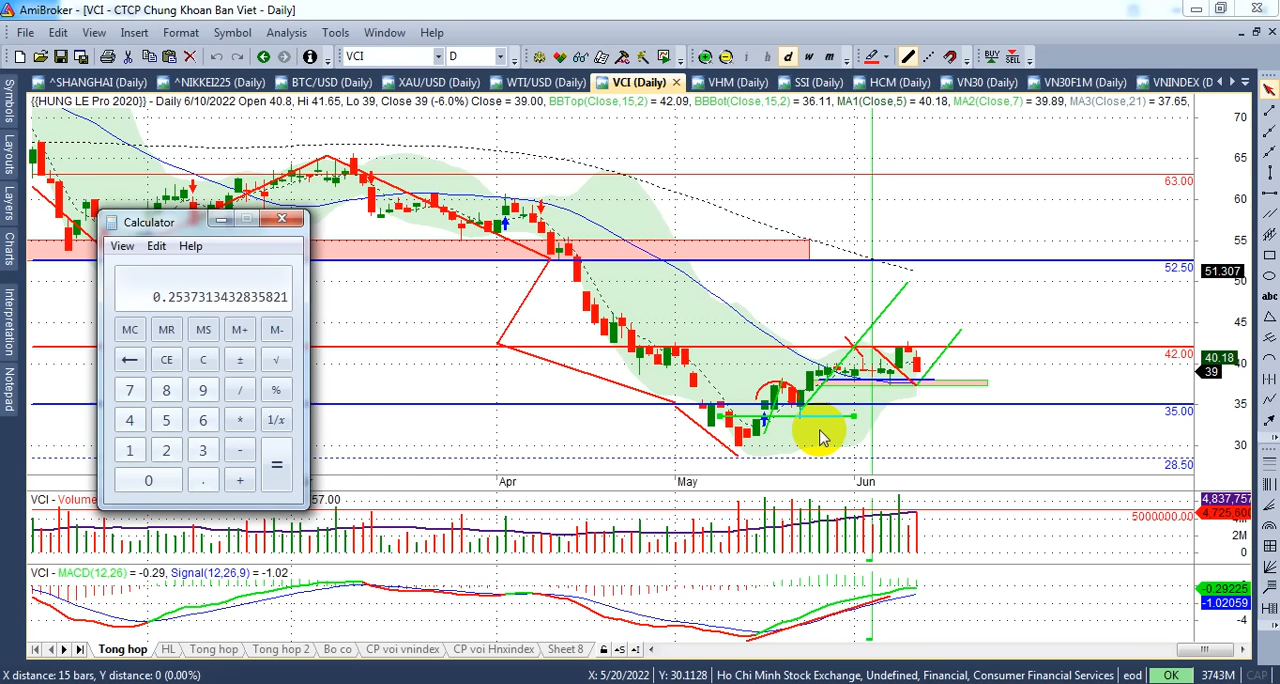 AmiBroker - [VCI - CTCP Chung Khoan Ban Viet - Daily]
File Edit View Insert Format Symbol Analysis Tools Window Help
VCI D i h d w m abc BUY SELL
^SHANGHAI (Daily) ^NIKKEI225 (Daily) BTC/USD (Daily) XAU/USD (Daily) WTI/USD (Daily) VCI (Daily) VHM (Daily) SSI (Daily) HCM (Daily) VN30 (Daily) VN30F1M (Daily) VNINDEX (D
{{HUNG LE Pro 2020}} - Daily 6/10/2022 Open 40.8, Hi 41.65, Lo 39, Close 39 (-6.0%) Close = 39.00, BBTop(Close,15,2) = 42.09, BBBot(Close,15,2) = 36.11, MA1(Close,5) = 40.18, MA2(Close,7) = 39.89, MA3(Close,21) = 37.65,
Symbols
Layouts
Layers
Charts
Interpretation
Notepad
70
65
63.00
60
55
52.50
51.307
50
45
42.00
40.18
39
35
35.00
30
28.50
Calculator
View Edit Help
0.2537313432835821
MC MR MS M+ M-
← CE C ± √
7 8 9 / %
4 5 6 * 1/x
1 2 3 - =
0 . +
Apr May Jun
4,837,757
5000000.00
4,725,600
2M
0
VCI - MACD(12,26) = -0.29, Signal(12,26,9) = -1.02
-0.29225
-1.02059
-4
Tong hop HL Tong hop Tong hop 2 Bo co CP voi vnindex CP voi Hnxindex Sheet 8
X distance: 15 bars, Y distance: 0 (0.00%) X: 5/20/2022 Y: 30.1128 Ho Chi Minh Stock Exchange, Undefined, Financial, Consumer Financial Services eod OK 3743M CAP